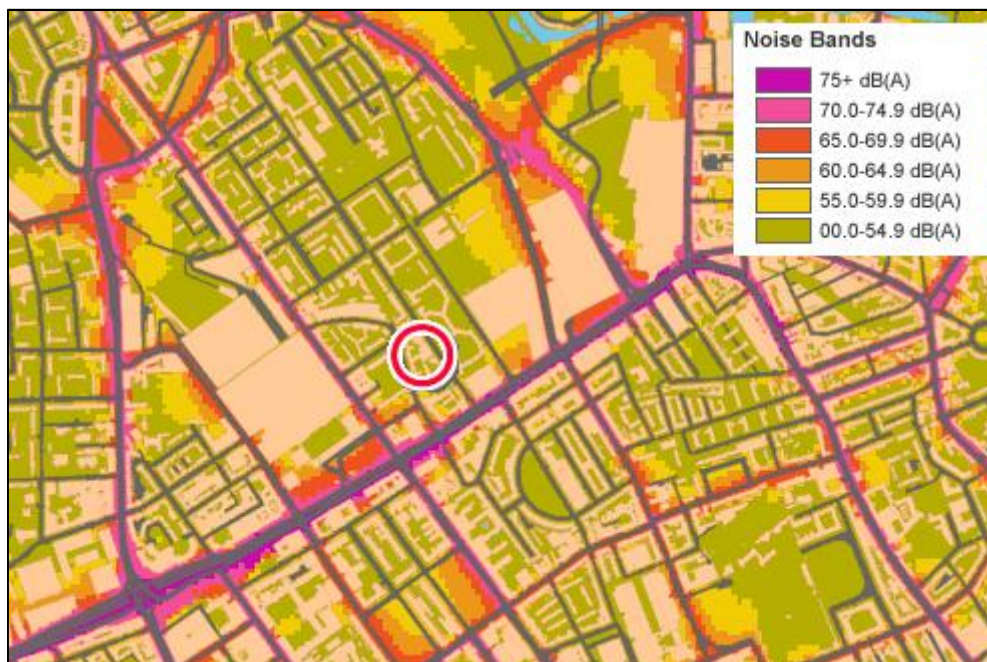 Noise Bands
75+ dB(A)
70.0-74.9 dB(A)
65.0-69.9 dB(A)
60.0-64.9 dB(A)
55.0-59.9 dB(A)
00.0-54.9 dB(A)